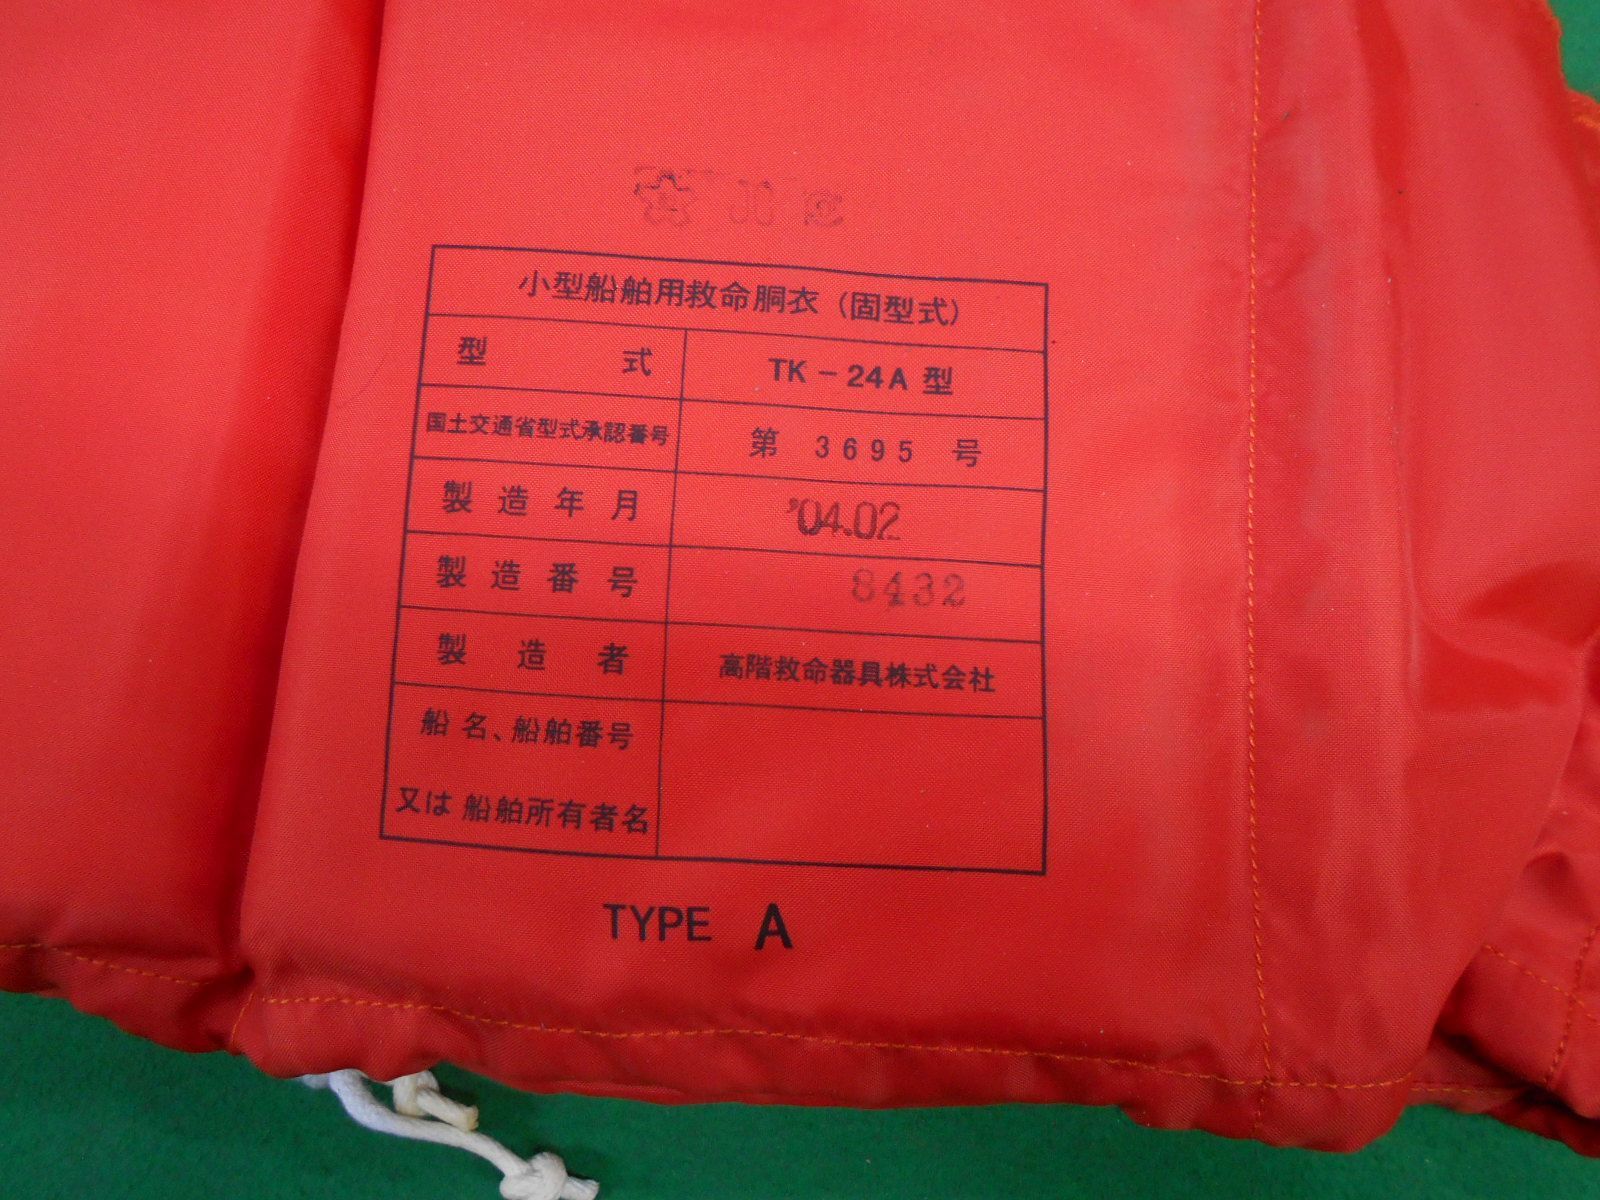 小型船舶用救命胴衣（固型式）
型 式 TK－24A 型
国土交通省型式承認番号 第 3695 号
製造年月 '04.02
製造番号 8432
製造者 高階救命器具株式会社
船名、船舶番号
又は船舶所有者名
TYPE A